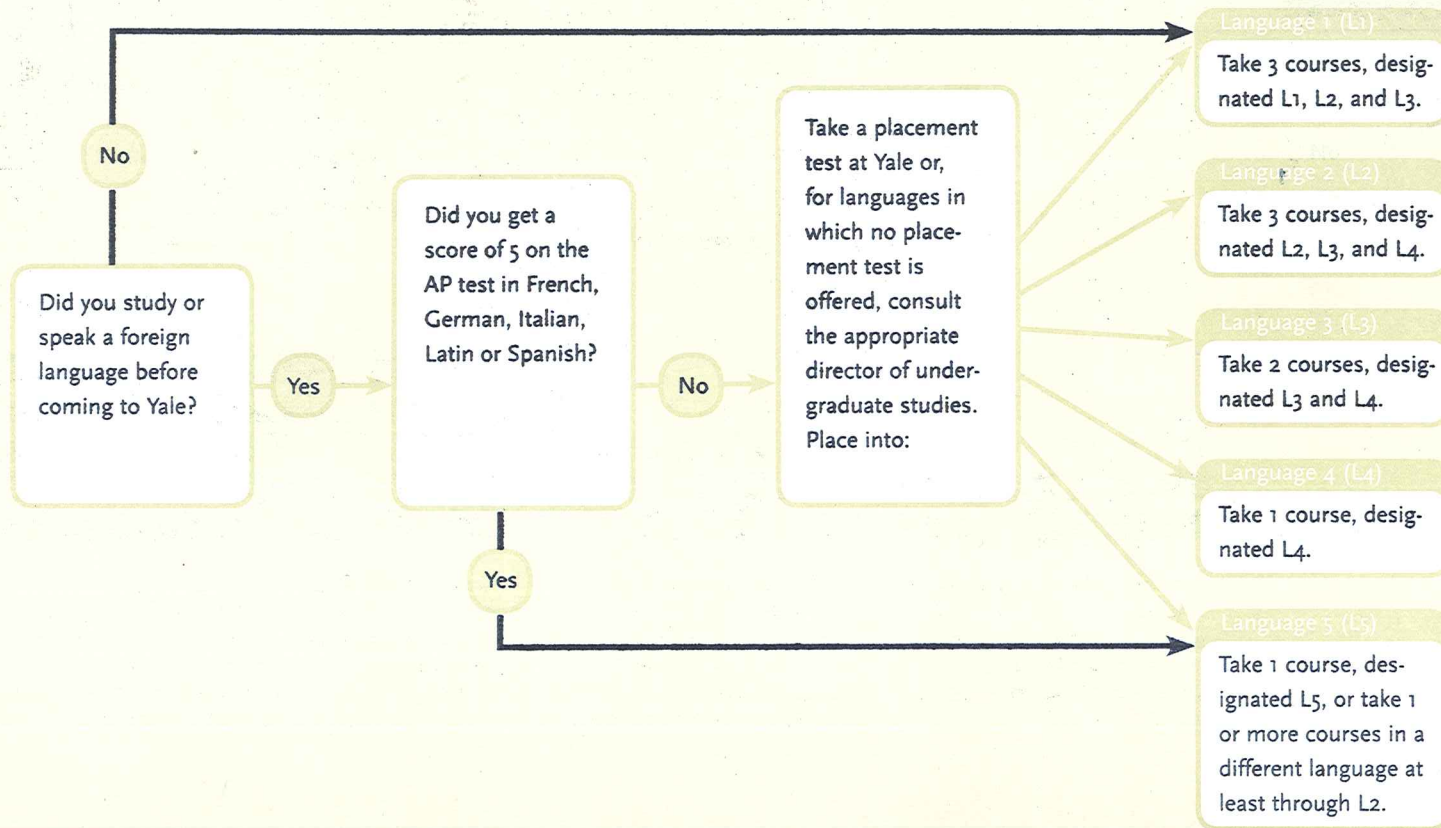 No
Did you study or
speak a foreign
language before
coming to Yale?
Yes
Did you get a
score of 5 on the
AP test in French,
German, Italian,
Latin or Spanish?
No
Yes
Take a placement
test at Yale or,
for languages in
which no place-
ment test is
offered, consult
the appropriate
director of under-
graduate studies.
Place into:
Language 1 (L1)
Take 3 courses, desig-
nated L1, L2, and L3.
Language 2 (L2)
Take 3 courses, desig-
nated L2, L3, and L4.
Language 3 (L3)
Take 2 courses, desig-
nated L3 and L4.
Language 4 (L4)
Take 1 course, desig-
nated L4.
Language 5 (L5)
Take 1 course, des-
ignated L5, or take 1
or more courses in a
different language at
least through L2.